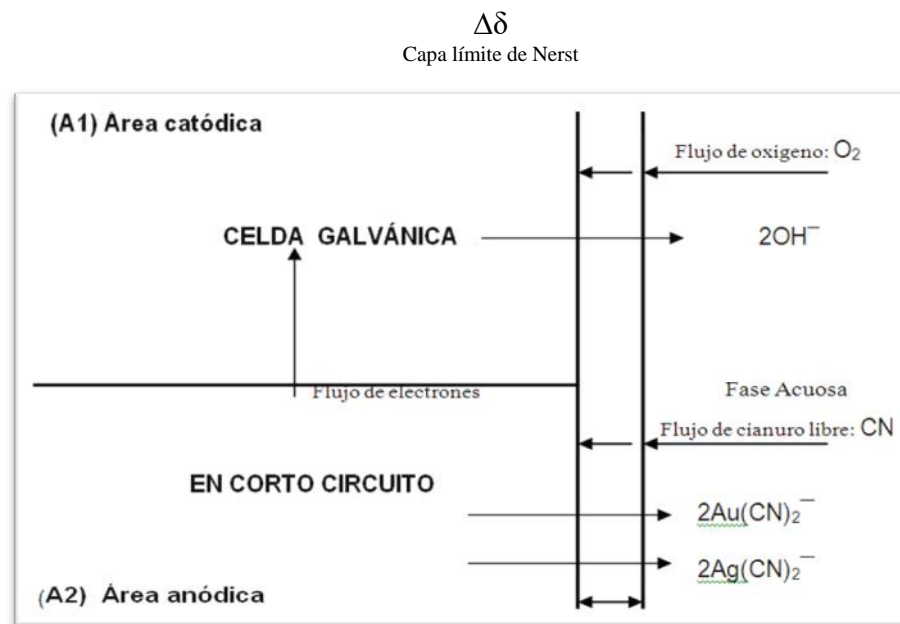 Δδ
Capa límite de Nerst
(A1) Área catódica
Flujo de oxigeno: O₂
CELDA GALVÁNICA
2OH⁻
Flujo de electrones
Fase Acuosa
Flujo de cianuro libre: CN
EN CORTO CIRCUITO
2Au(CN)₂⁻
2Ag(CN)₂⁻
(A2) Área anódica